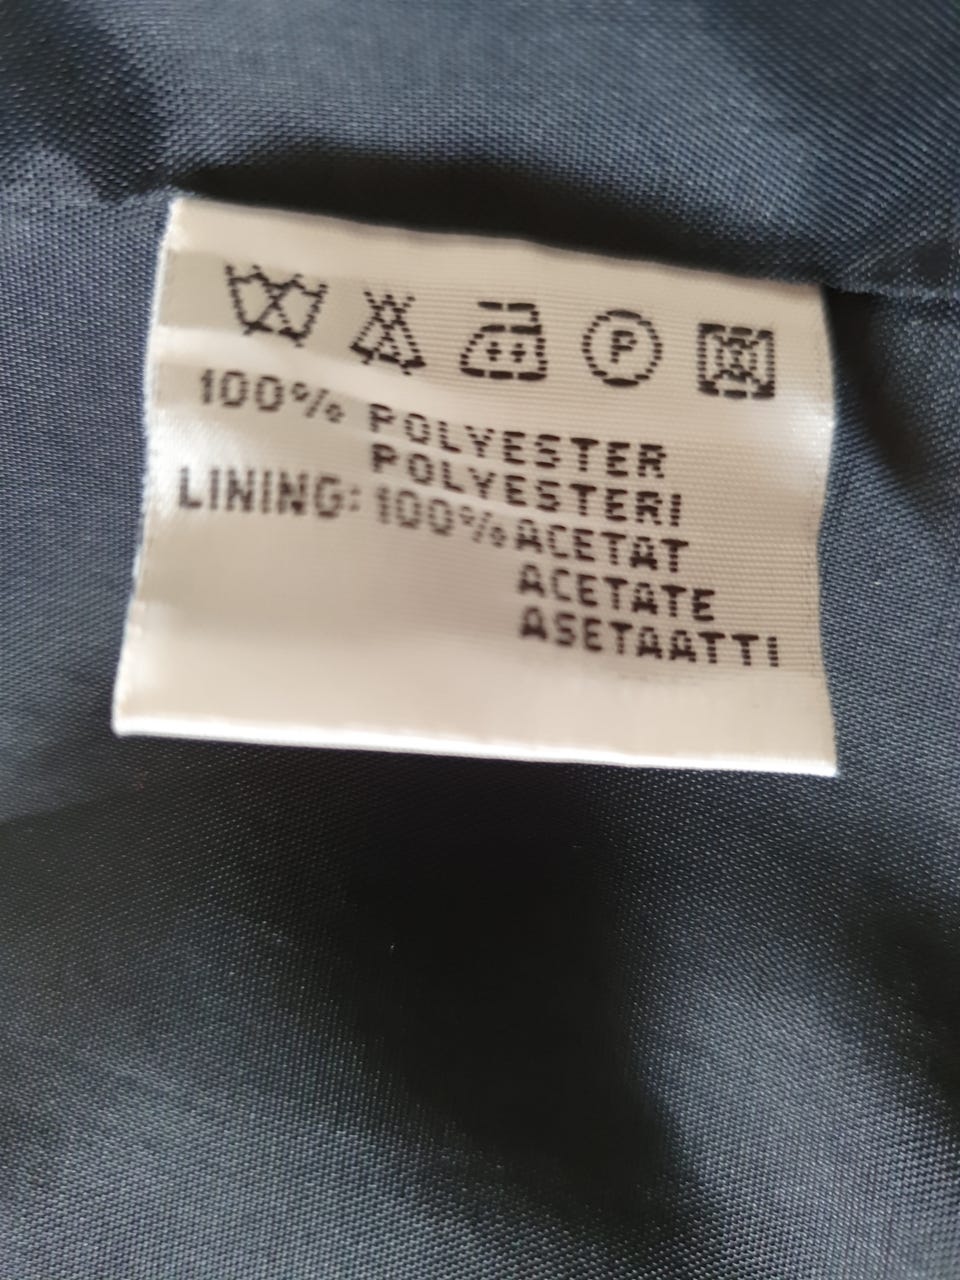 P
100% POLYESTER
POLYESTERI
LINING: 100% ACETAT
ACETATE
ASETAATTI